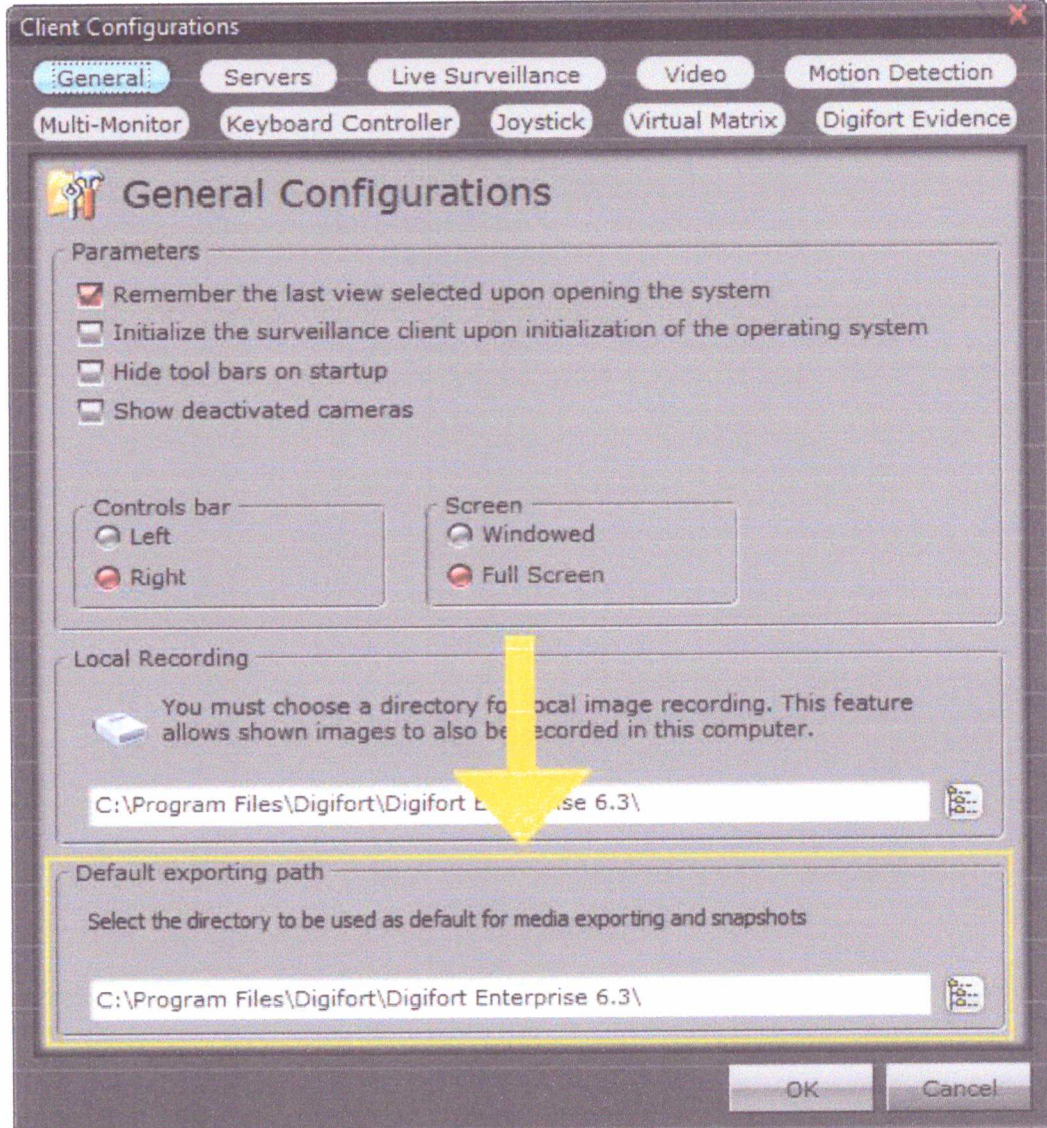 Client Configurations
General Servers Live Surveillance Video Motion Detection
Multi-Monitor Keyboard Controller Joystick Virtual Matrix Digifort Evidence
General Configurations
Parameters
Remember the last view selected upon opening the system
Initialize the surveillance client upon initialization of the operating system
Hide tool bars on startup
Show deactivated cameras
Controls bar
Left
Right
Screen
Windowed
Full Screen
Local Recording
You must choose a directory local image recording. This feature
allows shown images to also be recorded in this computer.
C:\Program Files\Digifort\Digifort Enterprise 6.3\
Default exporting path
Select the directory to be used as default for media exporting and snapshots
C:\Program Files\Digifort\Digifort Enterprise 6.3\
OK Cancel